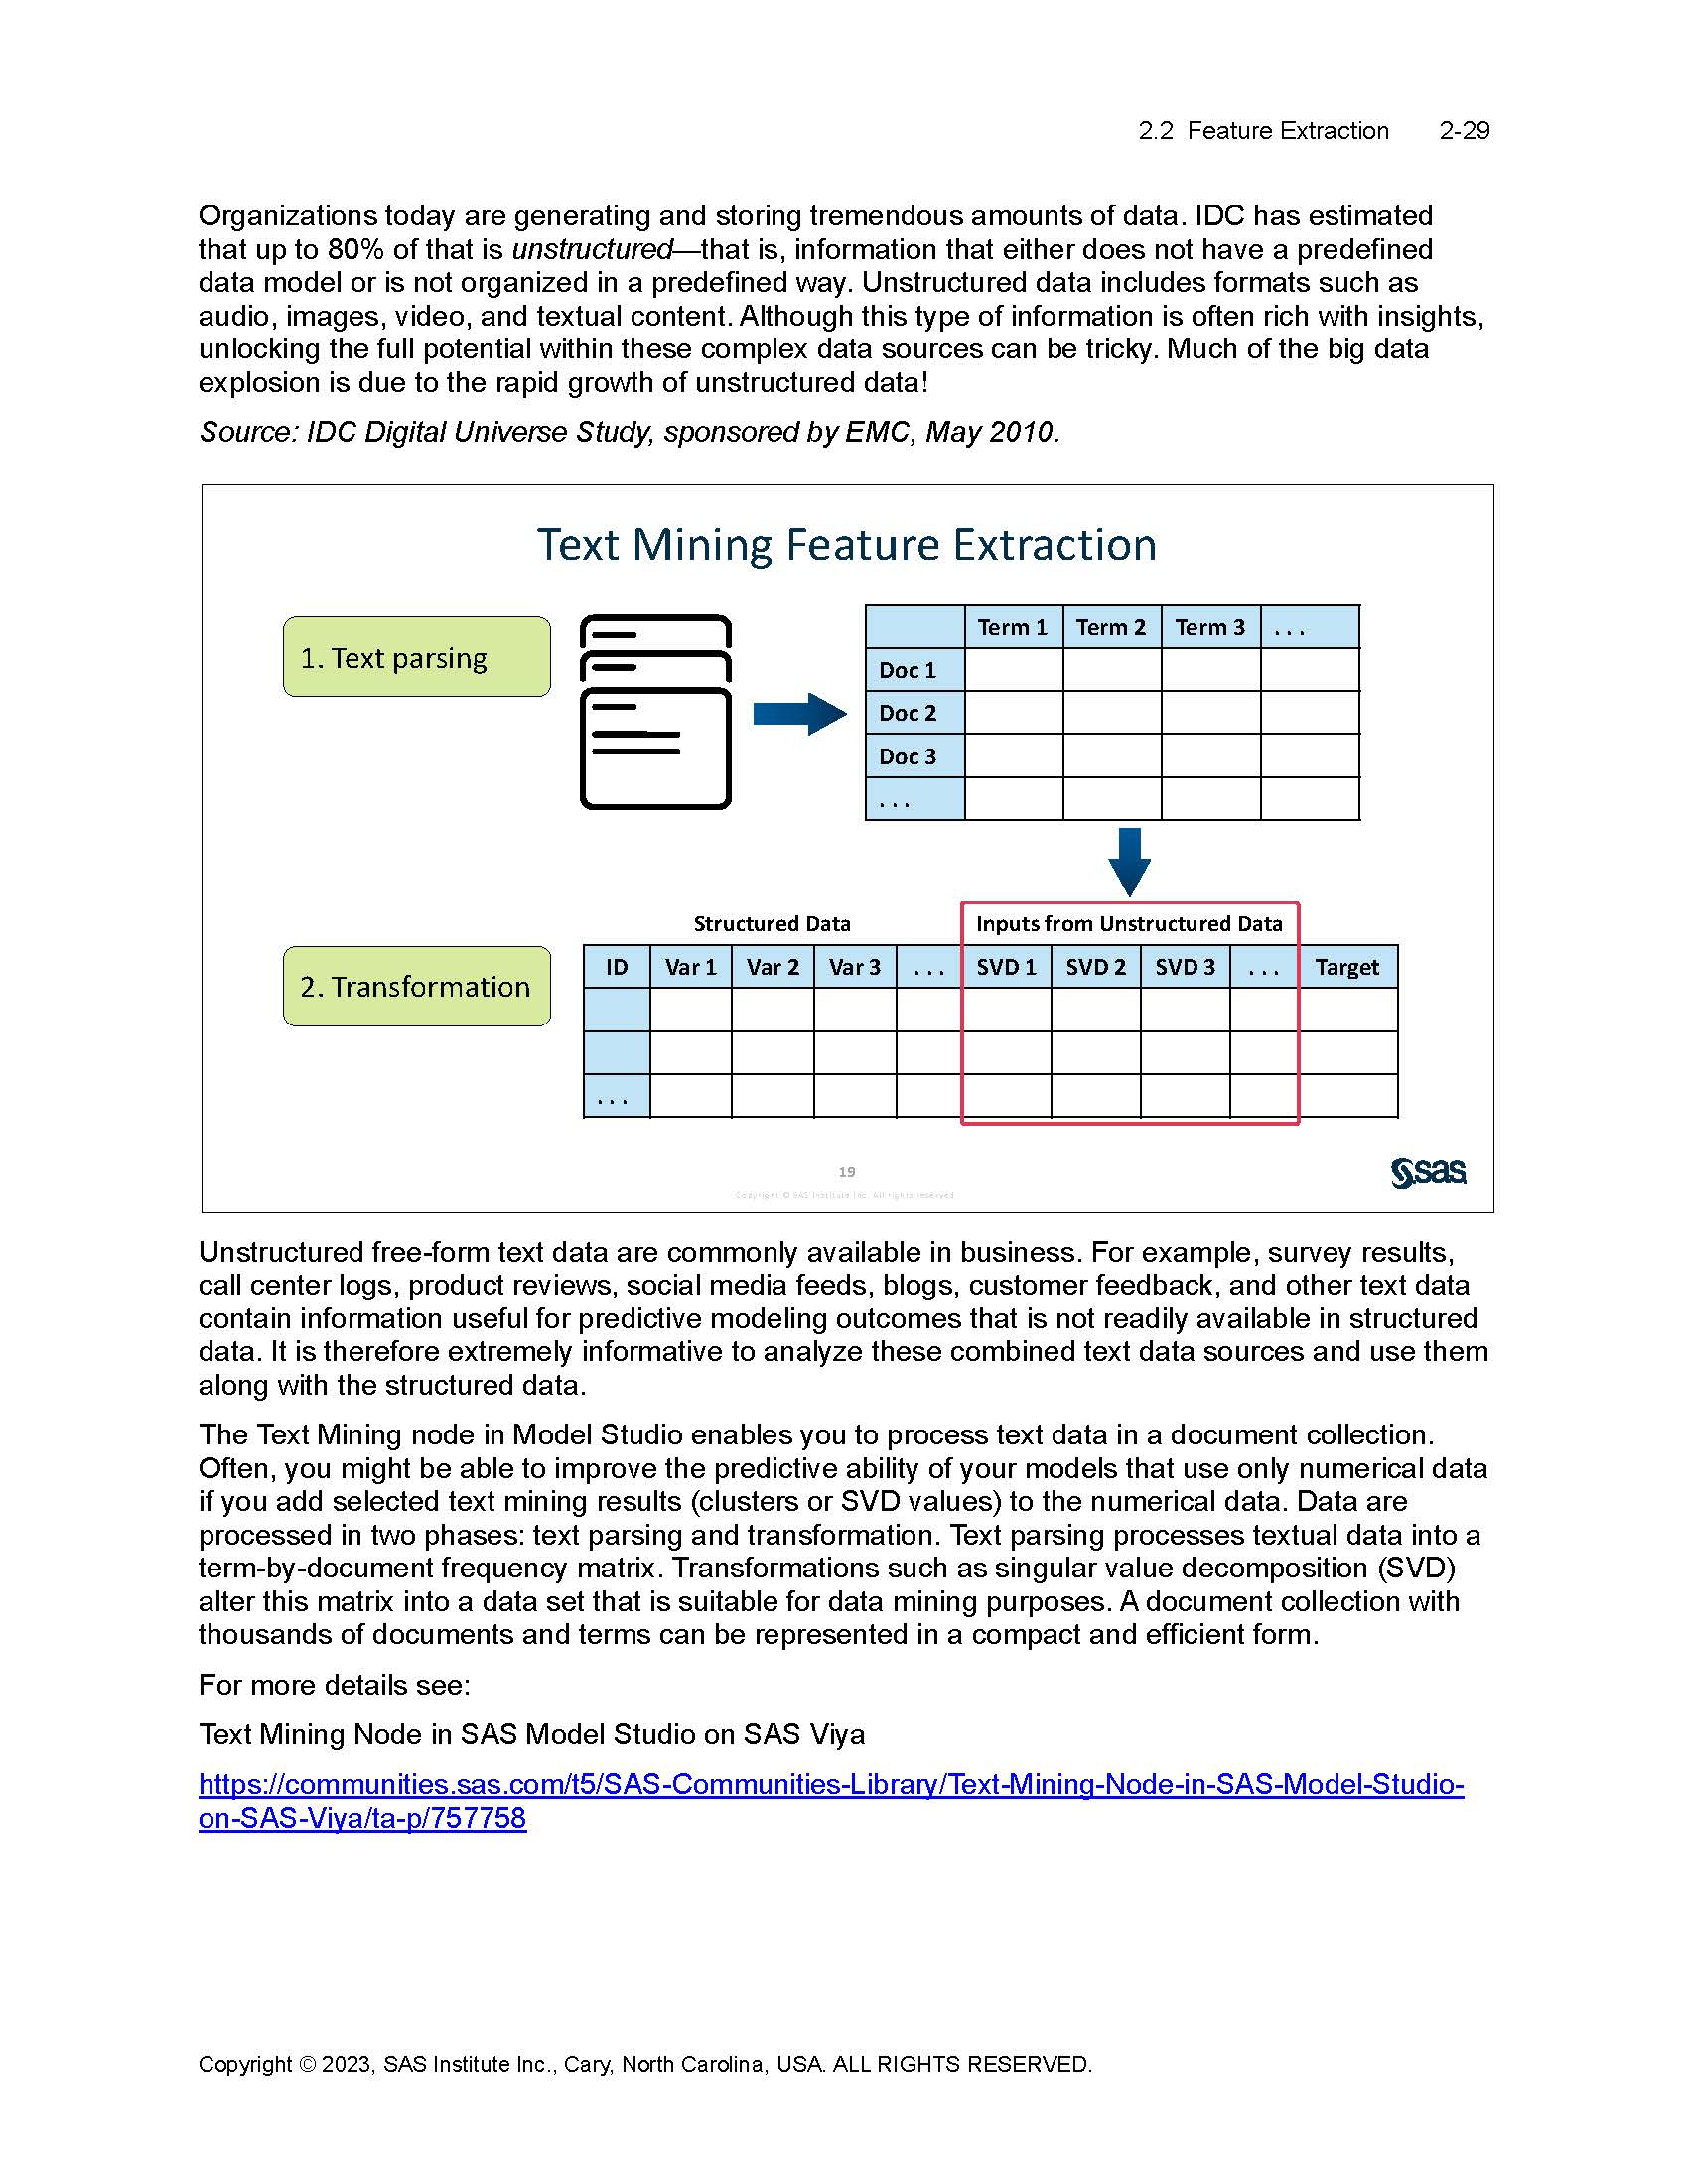 2.2 Feature Extraction 2-29
Organizations today are generating and storing tremendous amounts of data. IDC has estimated
that up to 80% of that is unstructured—that is, information that either does not have a predefined
data model or is not organized in a predefined way. Unstructured data includes formats such as
audio, images, video, and textual content. Although this type of information is often rich with insights,
unlocking the full potential within these complex data sources can be tricky. Much of the big data
explosion is due to the rapid growth of unstructured data!
Source: IDC Digital Universe Study, sponsored by EMC, May 2010.
Text Mining Feature Extraction
1. Text parsing
Term 1 Term 2 Term 3 . . .
Doc 1
Doc 2
Doc 3
. . .
Structured Data Inputs from Unstructured Data
2. Transformation
ID Var 1 Var 2 Var 3 . . . SVD 1 SVD 2 SVD 3 . . . Target
. . .
19
Copyright © SAS Institute Inc. All rights reserved
sas
Unstructured free-form text data are commonly available in business. For example, survey results,
call center logs, product reviews, social media feeds, blogs, customer feedback, and other text data
contain information useful for predictive modeling outcomes that is not readily available in structured
data. It is therefore extremely informative to analyze these combined text data sources and use them
along with the structured data.
The Text Mining node in Model Studio enables you to process text data in a document collection.
Often, you might be able to improve the predictive ability of your models that use only numerical data
if you add selected text mining results (clusters or SVD values) to the numerical data. Data are
processed in two phases: text parsing and transformation. Text parsing processes textual data into a
term-by-document frequency matrix. Transformations such as singular value decomposition (SVD)
alter this matrix into a data set that is suitable for data mining purposes. A document collection with
thousands of documents and terms can be represented in a compact and efficient form.
For more details see:
Text Mining Node in SAS Model Studio on SAS Viya
https://communities.sas.com/t5/SAS-Communities-Library/Text-Mining-Node-in-SAS-Model-Studio-
on-SAS-Viya/ta-p/757758
Copyright © 2023, SAS Institute Inc., Cary, North Carolina, USA. ALL RIGHTS RESERVED.